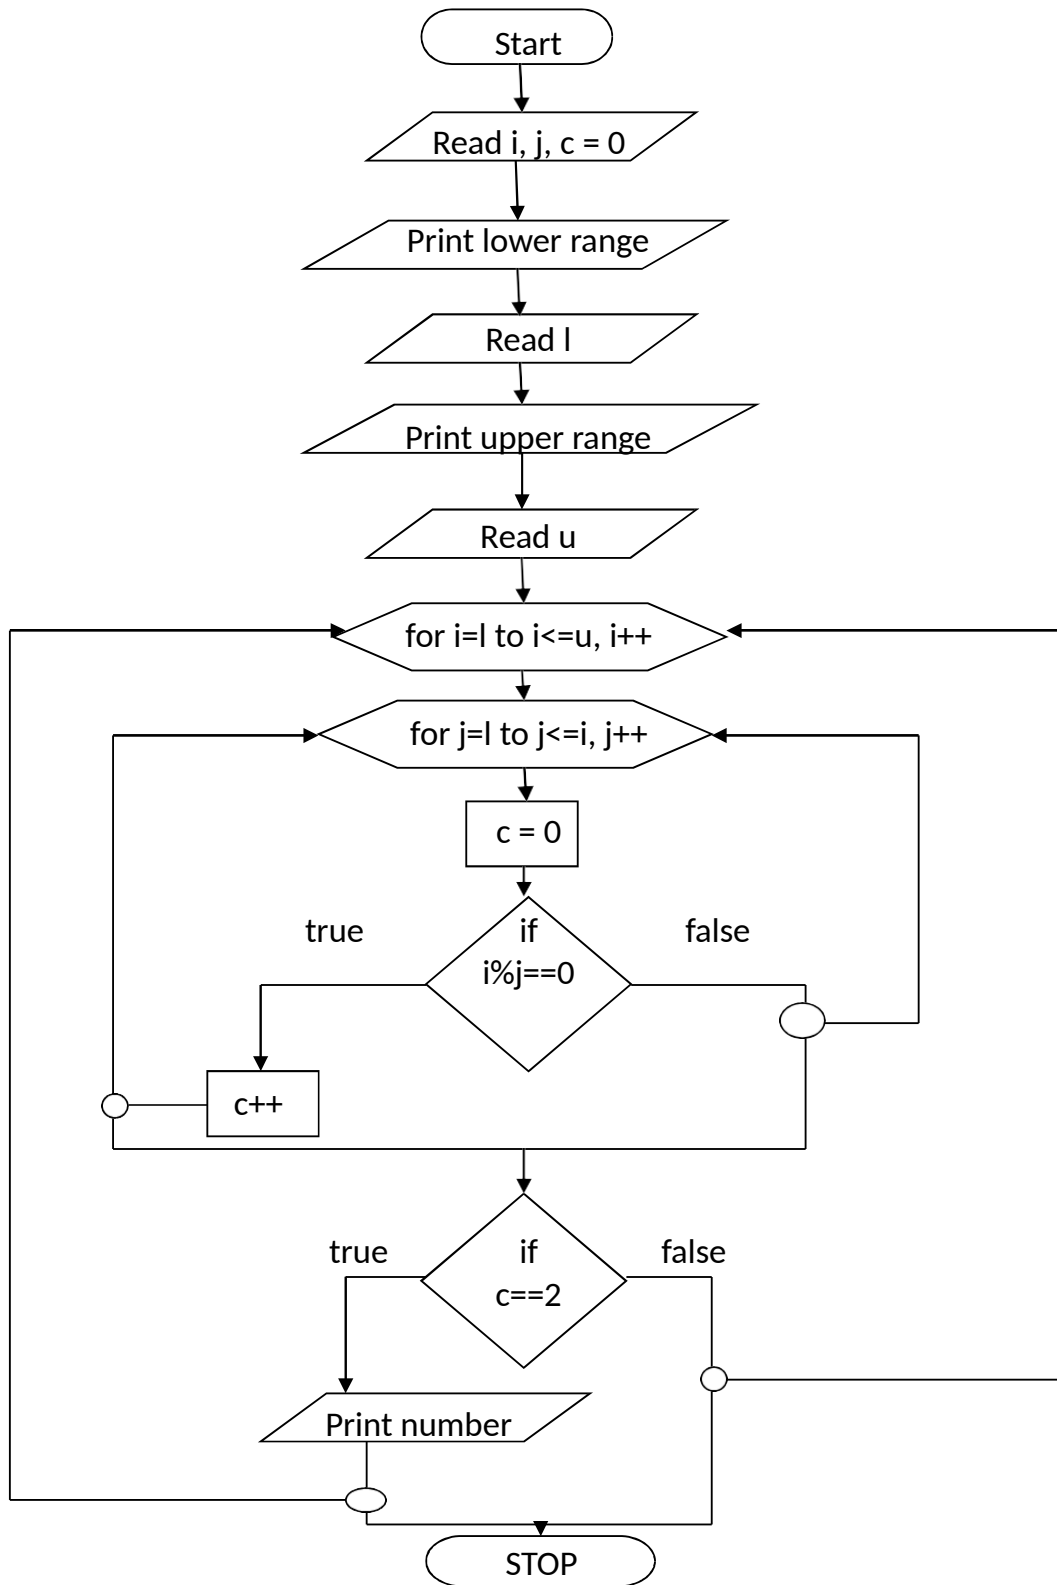 Start
Read i, j, c = 0
Print lower range
Read l
Print upper range
Read u
for i=l to i<=u, i++
for j=l to j<=i, j++
c = 0
true
if
false
i%j==0
c++
true
if
false
c==2
Print number
STOP